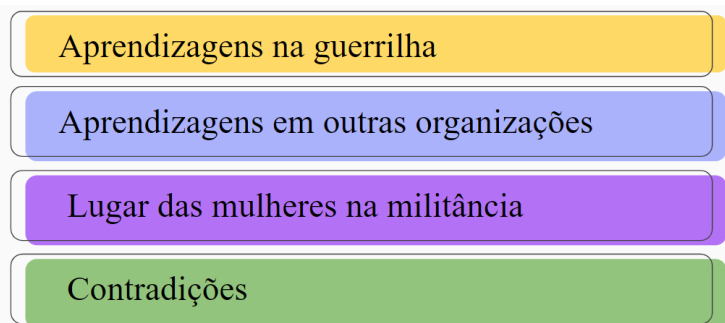 Aprendizagens na guerrilha
Aprendizagens em outras organizações
Lugar das mulheres na militância
Contradições